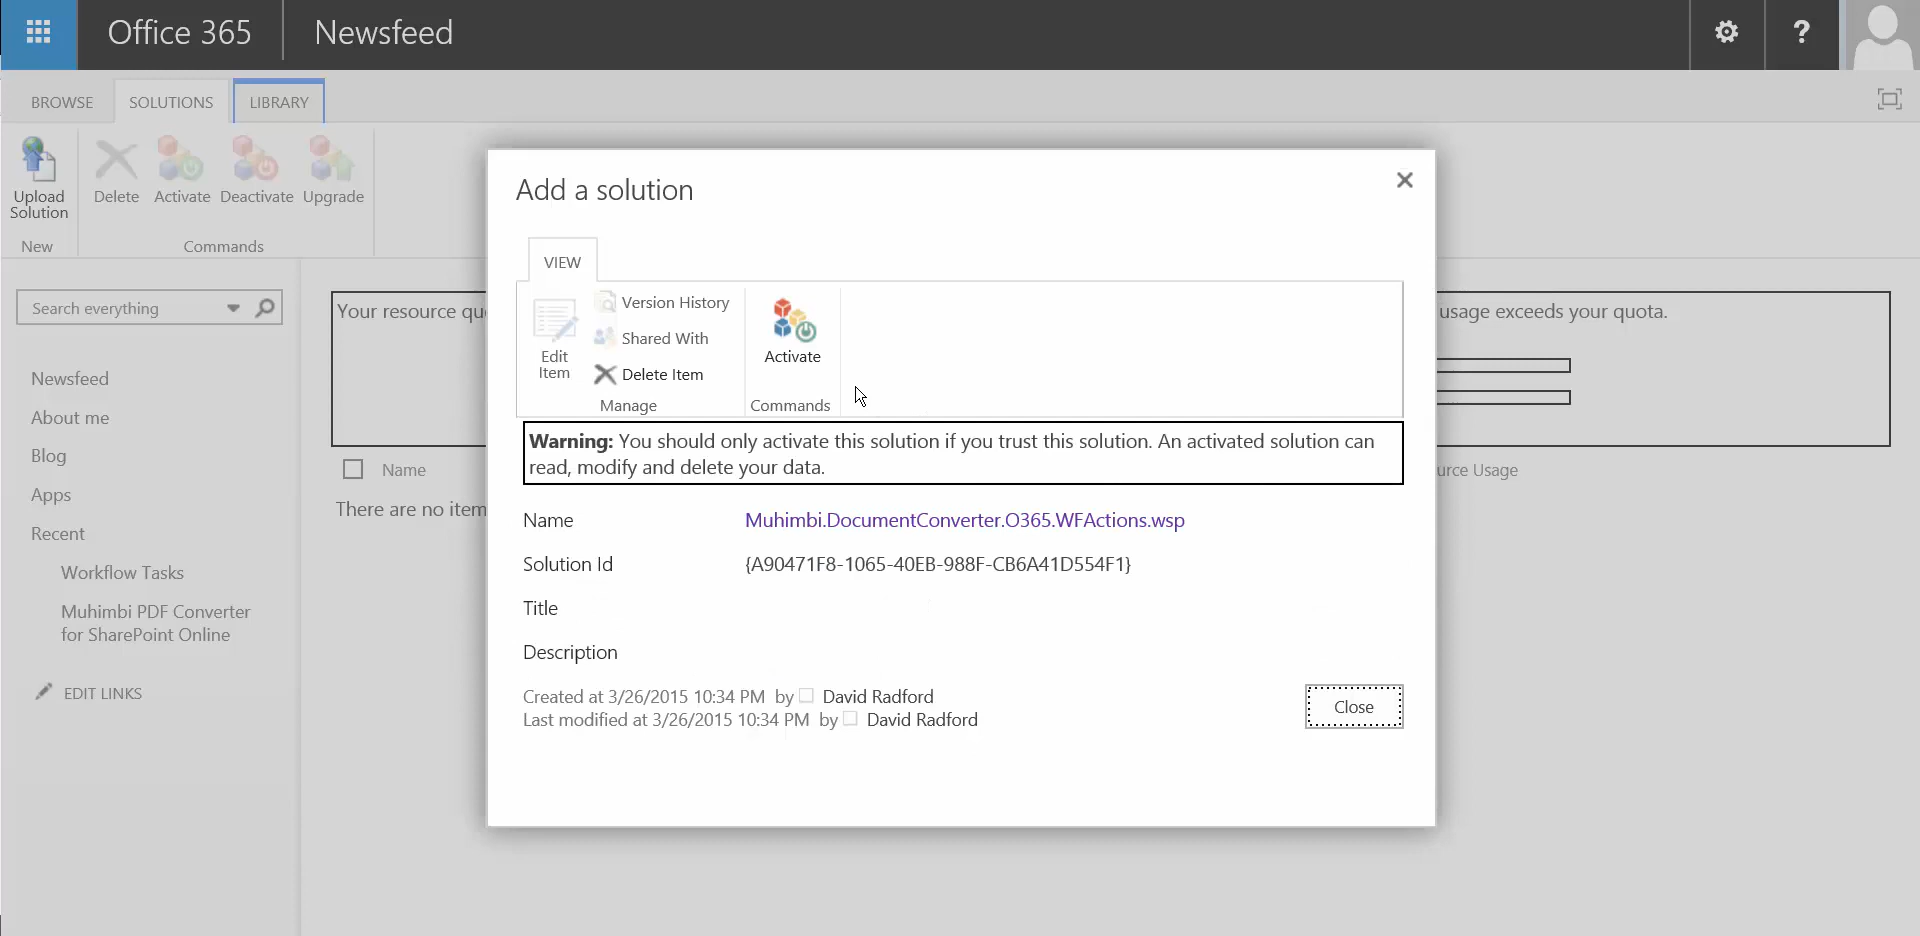 Office 365
Newsfeed
?
BROWSE
SOLUTIONS
LIBRARY
Upload
Solution
Delete
Activate
Deactivate
Upgrade
New
Commands
Search everything
Newsfeed
About me
Blog
Apps
Recent
Workflow Tasks
Muhimbi PDF Converter
for SharePoint Online
EDIT LINKS
Your resource
usage exceeds your quota.
Name
Usage
There are no
Add a solution
VIEW
Edit
Item
Version History
Shared With
Delete Item
Manage
Activate
Commands
Warning: You should only activate this solution if you trust this solution. An activated solution can
read, modify and delete your data.
Name
Muhimbi.DocumentConverter.O365.WFActions.wsp
Solution Id
{A90471F8-1065-40EB-988F-CB6A41D554F1}
Title
Description
Created at 3/26/2015 10:34 PM by David Radford
Last modified at 3/26/2015 10:34 PM by David Radford
Close